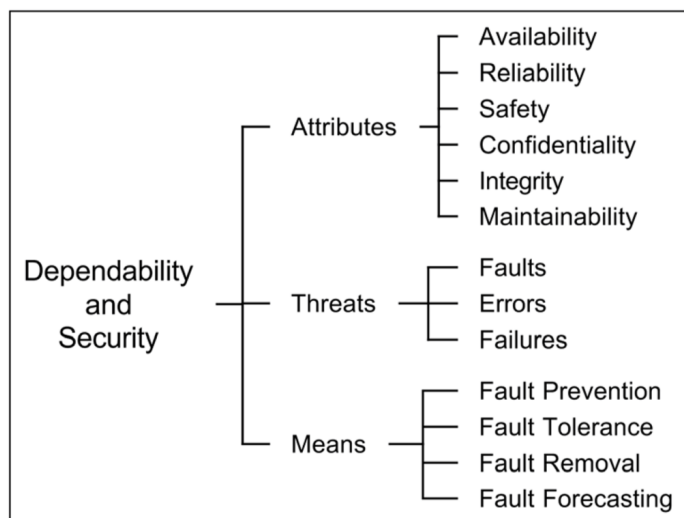 Dependability
and
Security
Attributes
Availability
Reliability
Safety
Confidentiality
Integrity
Maintainability
Threats
Faults
Errors
Failures
Means
Fault Prevention
Fault Tolerance
Fault Removal
Fault Forecasting